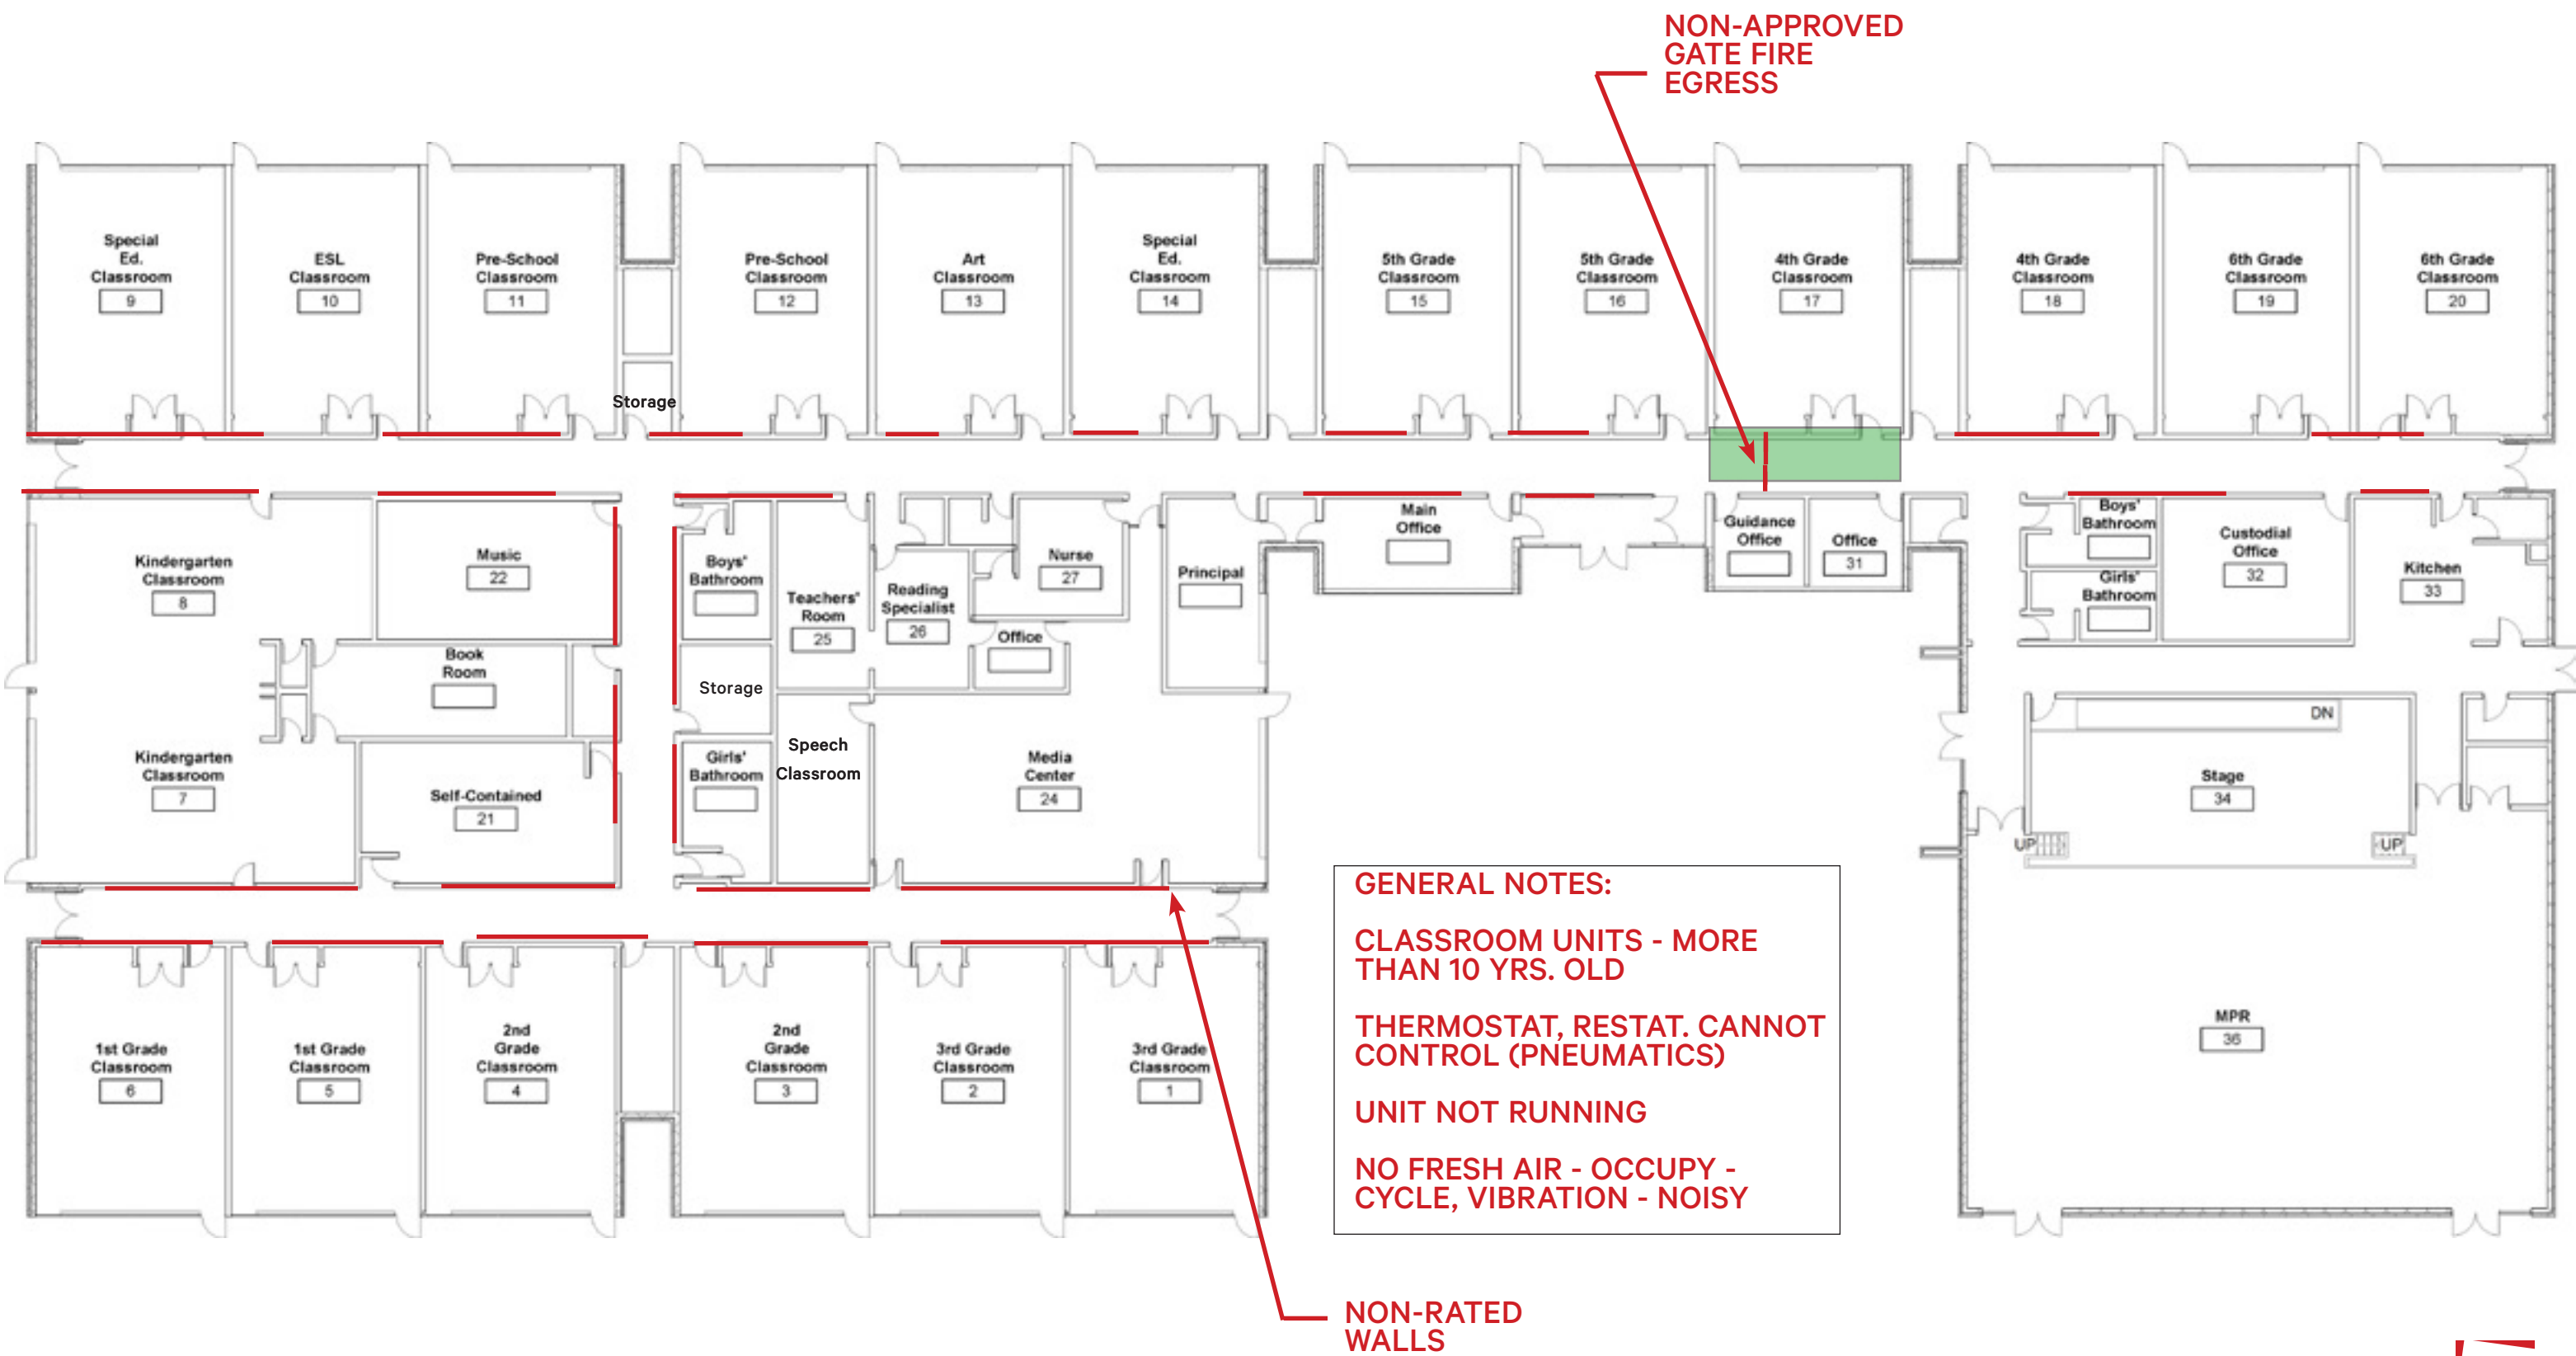 NON-APPROVED
GATE FIRE
EGRESS
Special
Ed.
Classroom
9
ESL
Classroom
10
Pre-School
Classroom
11
Storage
Pre-School
Classroom
12
Art
Classroom
13
Special
Ed.
Classroom
14
5th Grade
Classroom
15
5th Grade
Classroom
16
4th Grade
Classroom
17
4th Grade
Classroom
18
6th Grade
Classroom
19
6th Grade
Classroom
20
Kindergarten
Classroom
8
Music
22
Book
Room
Kindergarten
Classroom
7
Self-Contained
21
Boys'
Bathroom
Storage
Girls'
Bathroom
Teachers'
Room
25
Speech
Classroom
Reading
Specialist
26
Nurse
27
Office
Principal
Media
Center
24
Main
Office
Guidance
Office
Office
31
Boys'
Bathroom
Girls'
Bathroom
Custodial
Office
32
Kitchen
33
DN
Stage
34
UP
UP
MPR
36
1st Grade
Classroom
6
1st Grade
Classroom
5
2nd
Grade
Classroom
4
2nd
Grade
Classroom
3
3rd Grade
Classroom
2
3rd Grade
Classroom
1
GENERAL NOTES:
CLASSROOM UNITS - MORE
THAN 10 YRS. OLD
THERMOSTAT, RESTAT. CANNOT
CONTROL (PNEUMATICS)
UNIT NOT RUNNING
NO FRESH AIR - OCCUPY -
CYCLE, VIBRATION - NOISY
NON-RATED
WALLS